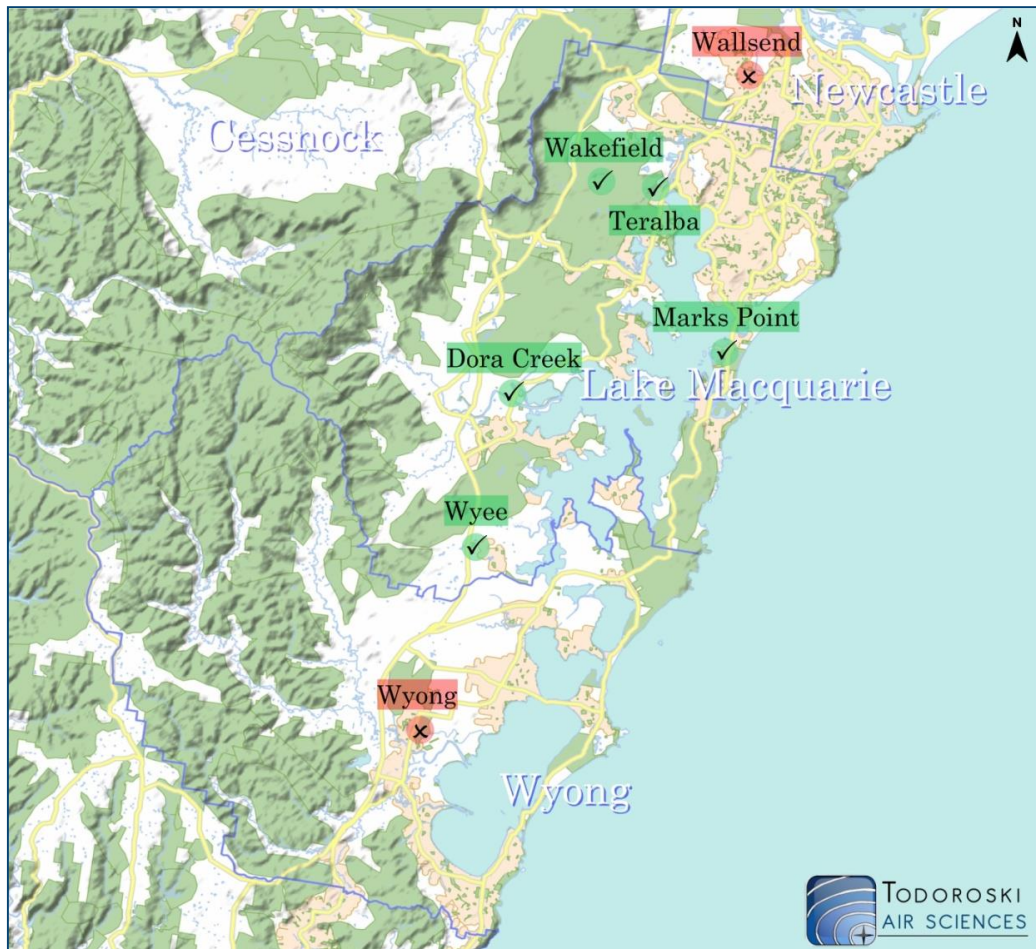 N
Wallsend
Newcastle
Cessnock
Wakefield
Teralba
Marks Point
Dora Creek
Lake Macquarie
Wyee
Wyong
Wyong
TODOROSKI
AIR SCIENCES